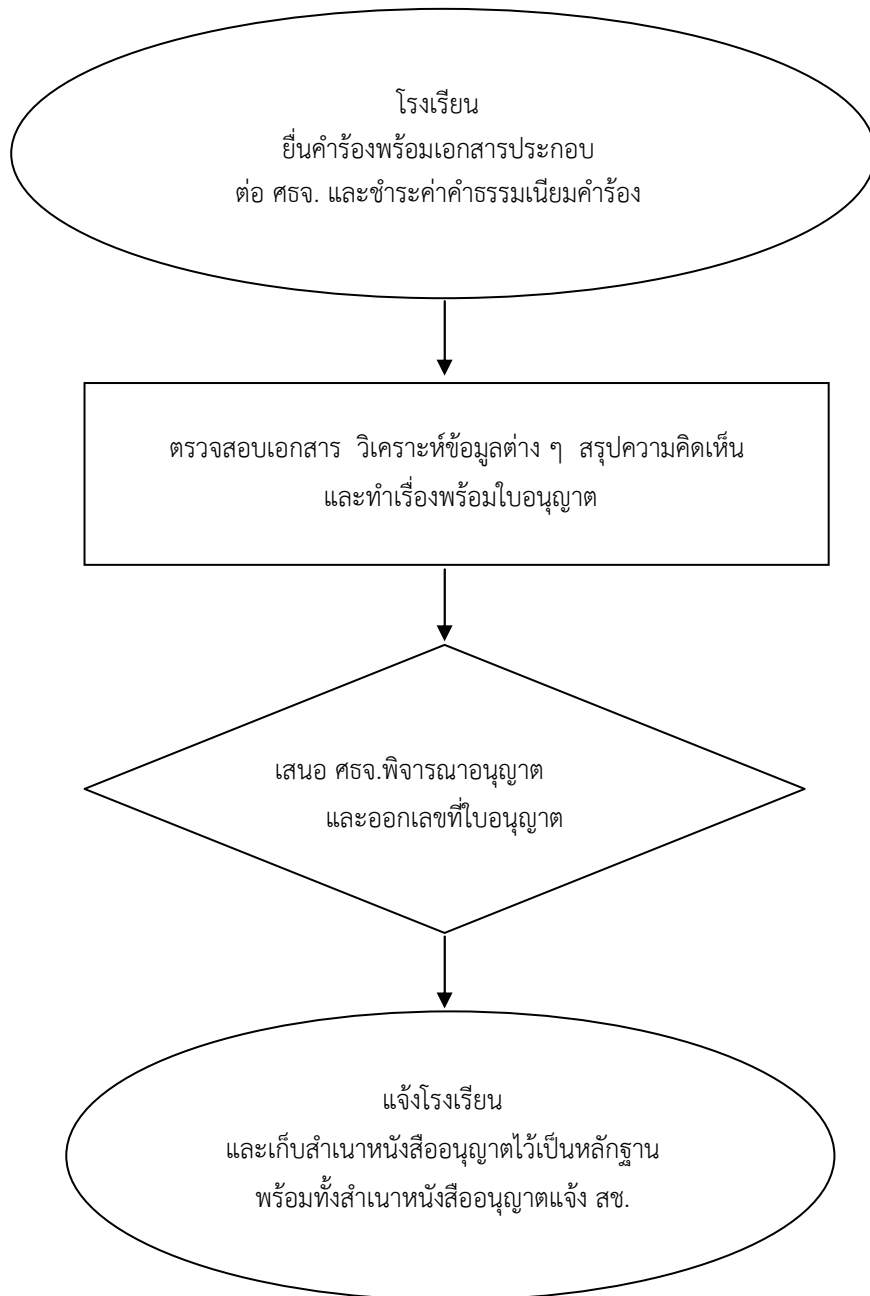 โรงเรียน
ยื่นคำร้องพร้อมเอกสารประกอบ
ต่อ ศธจ. และชำระค่าคำธรรมเนียมคำร้อง
ตรวจสอบเอกสาร วิเคราะห์ข้อมูลต่าง ๆ สรุปความคิดเห็น
และทำเรื่องพร้อมใบอนุญาต
เสนอ ศธจ.พิจารณาอนุญาต
และออกเลขที่ใบอนุญาต
แจ้งโรงเรียน
และเก็บสำเนาหนังสืออนุญาตไว้เป็นหลักฐาน
พร้อมทั้งสำเนาหนังสืออนุญาตแจ้ง สช.